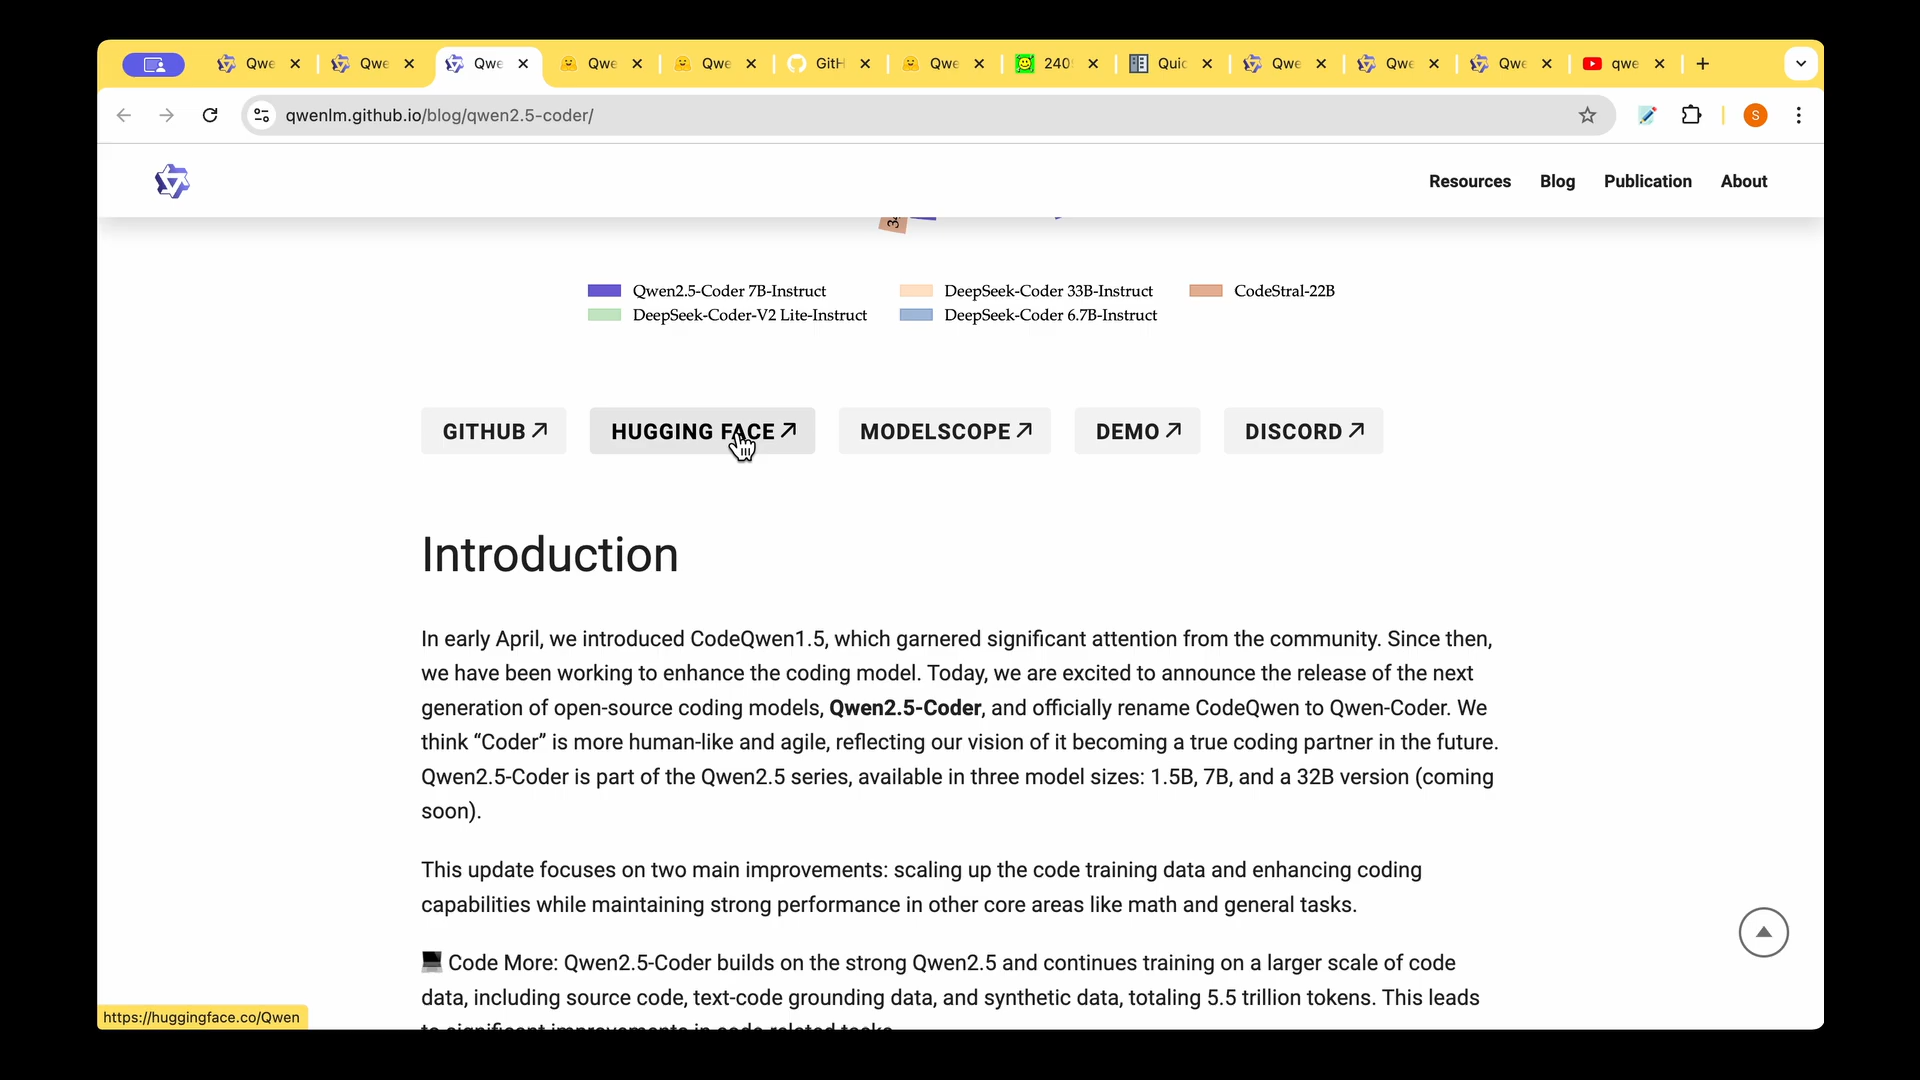 Qwe
Qwe
Qwe
Qwe
Qwe
GitH
Qwe
240
Quic
Qwe
Qwe
Qwe
qwe
qwenlm.github.io/blog/qwen2.5-coder/
S
Resources Blog Publication About
Qwen2.5-Coder 7B-Instruct
DeepSeek-Coder 33B-Instruct
CodeStral-22B
DeepSeek-Coder-V2 Lite-Instruct
DeepSeek-Coder 6.7B-Instruct
GITHUB
HUGGING FACE
MODELSCOPE
DEMO
DISCORD
Introduction
In early April, we introduced CodeQwen1.5, which garnered significant attention from the community. Since then,
we have been working to enhance the coding model. Today, we are excited to announce the release of the next
generation of open-source coding models, Qwen2.5-Coder, and officially rename CodeQwen to Qwen-Coder. We
think “Coder” is more human-like and agile, reflecting our vision of it becoming a true coding partner in the future.
Qwen2.5-Coder is part of the Qwen2.5 series, available in three model sizes: 1.5B, 7B, and a 32B version (coming
soon).
This update focuses on two main improvements: scaling up the code training data and enhancing coding
capabilities while maintaining strong performance in other core areas like math and general tasks.
Code More: Qwen2.5-Coder builds on the strong Qwen2.5 and continues training on a larger scale of code
data, including source code, text-code grounding data, and synthetic data, totaling 5.5 trillion tokens. This leads
to significant improvements in code-related tasks.
https://huggingface.co/Qwen